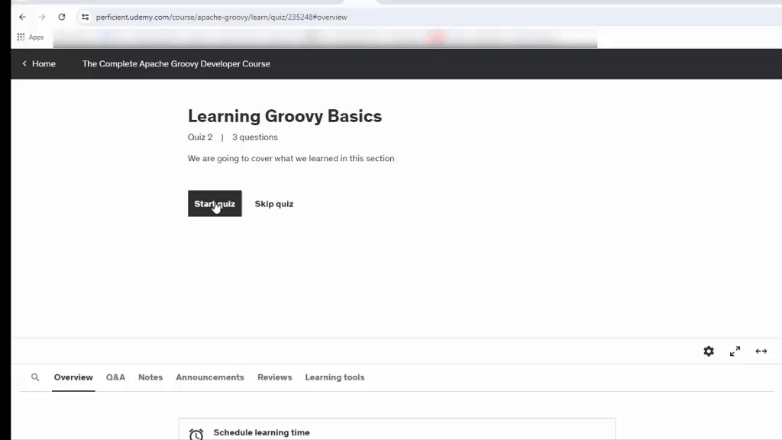 perficient.udemy.com/course/apache-groovy/learn/quiz/235248#overview
Apps
Home The Complete Apache Groovy Developer Course
Learning Groovy Basics
Quiz 2 | 3 questions
We are going to cover what we learned in this section
Start quiz Skip quiz
Overview Q&A Notes Announcements Reviews Learning tools
Schedule learning time